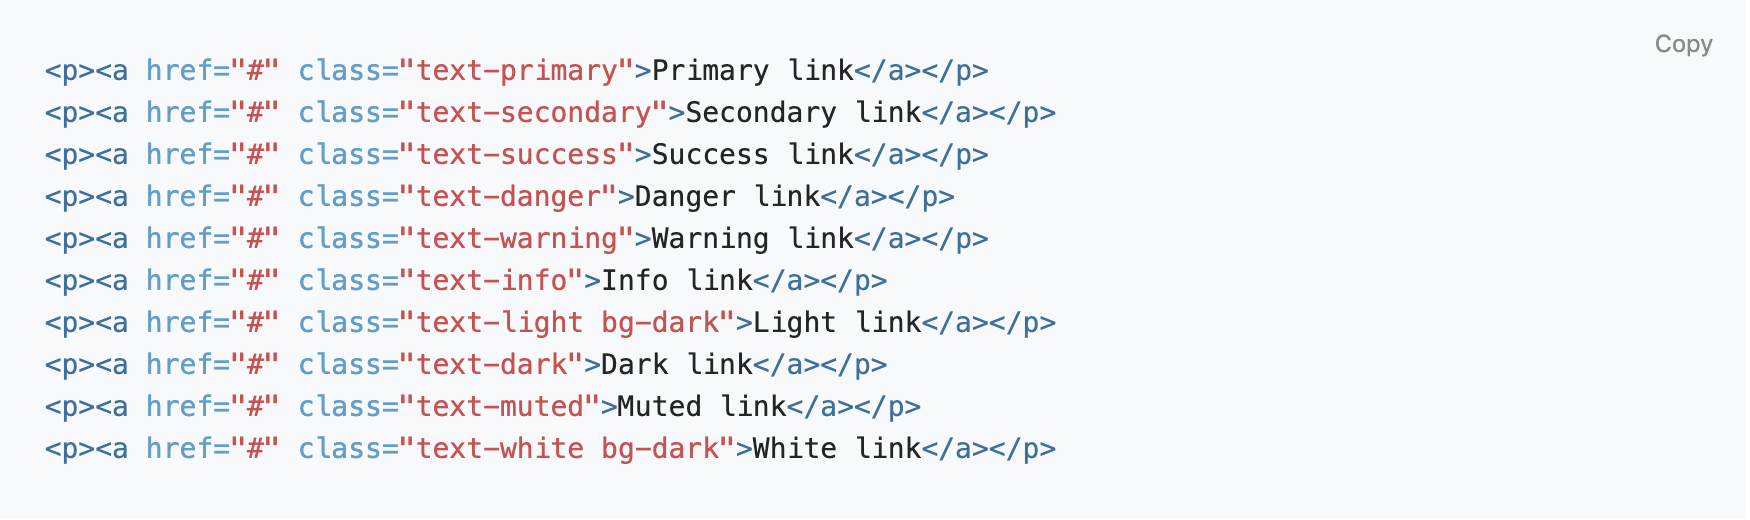 Copy
<p><a href="#" class="text-primary">Primary link</a></p>
<p><a href="#" class="text-secondary">Secondary link</a></p>
<p><a href="#" class="text-success">Success link</a></p>
<p><a href="#" class="text-danger">Danger link</a></p>
<p><a href="#" class="text-warning">Warning link</a></p>
<p><a href="#" class="text-info">Info link</a></p>
<p><a href="#" class="text-light bg-dark">Light link</a></p>
<p><a href="#" class="text-dark">Dark link</a></p>
<p><a href="#" class="text-muted">Muted link</a></p>
<p><a href="#" class="text-white bg-dark">White link</a></p>